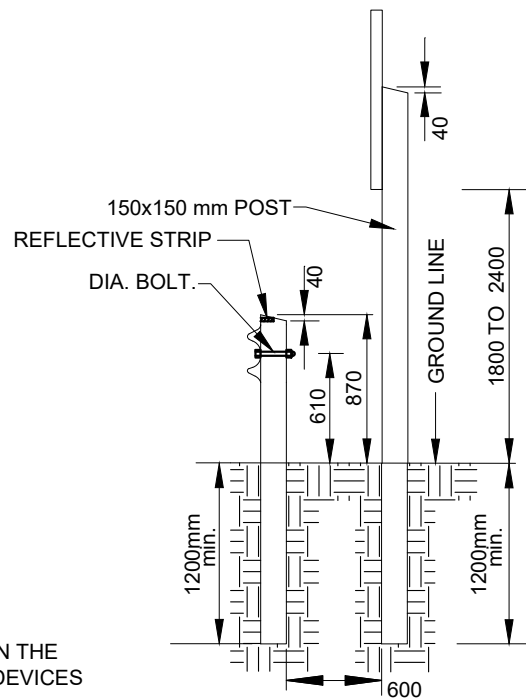 40
150x150 mm POST
REFLECTIVE STRIP
DIA. BOLT.
40
610
870
GROUND LINE
1800 TO 2400
1200mm
min.
1200mm
min.
N THE
DEVICES
600